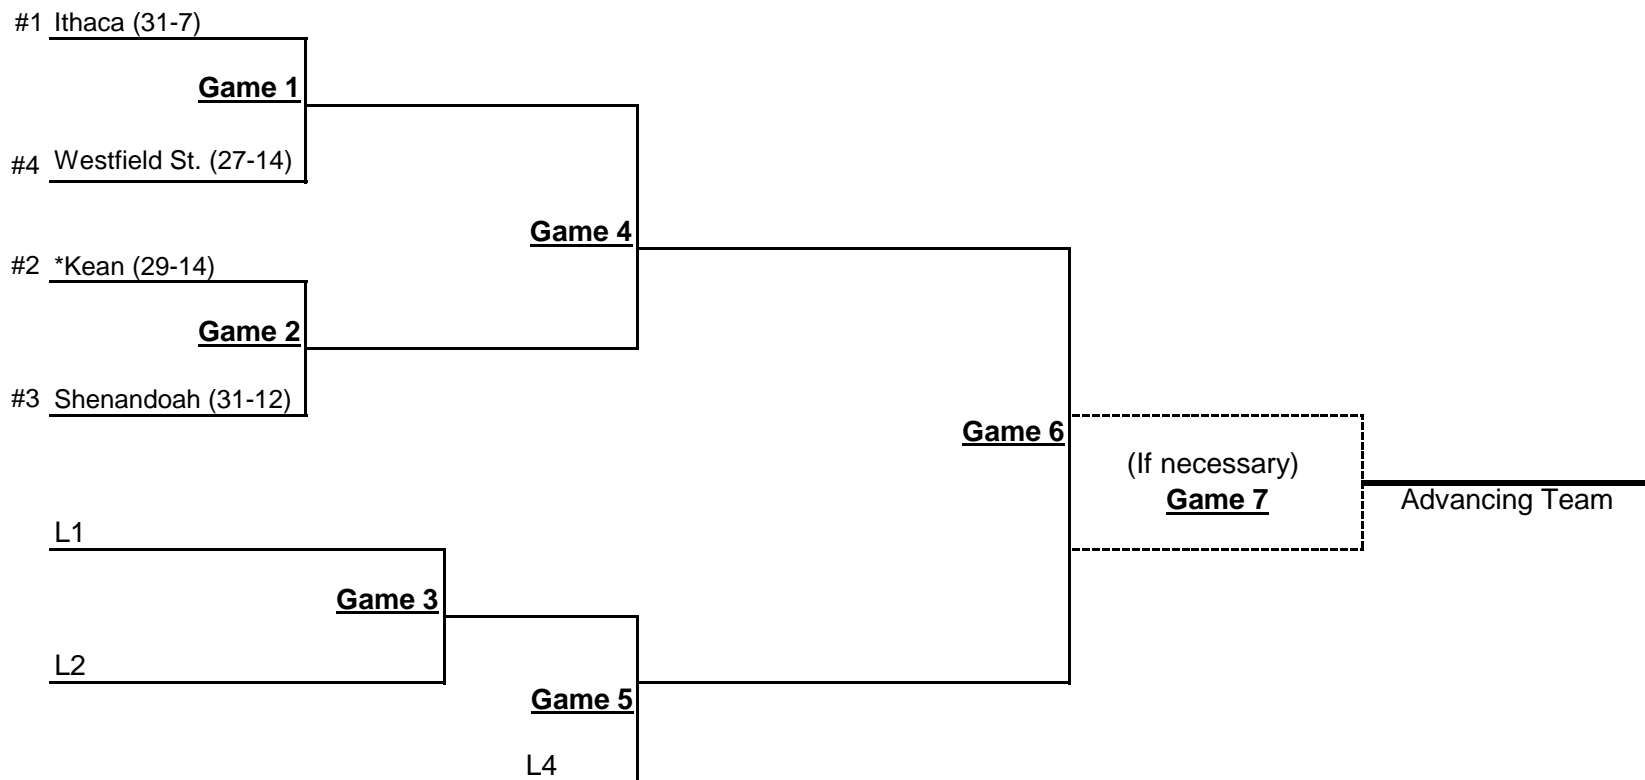 #1 Ithaca (31-7)
Game 1
#4 Westfield St. (27-14)
Game 4
#2 *Kean (29-14)
Game 2
#3 Shenandoah (31-12)
Game 6
(If necessary)
Game 7
Advancing Team
L1
Game 3
L2
Game 5
L4